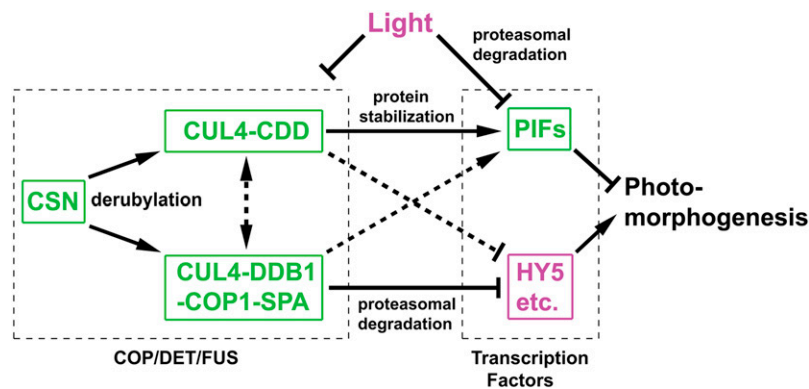 Light
proteasomal
degradation
protein
stabilization
CUL4-CDD
PIFs
CSN
derubylation
Photo-
morphogenesis
CUL4-DDB1
-COP1-SPA
HY5
etc.
proteasomal
degradation
COP/DET/FUS
Transcription
Factors